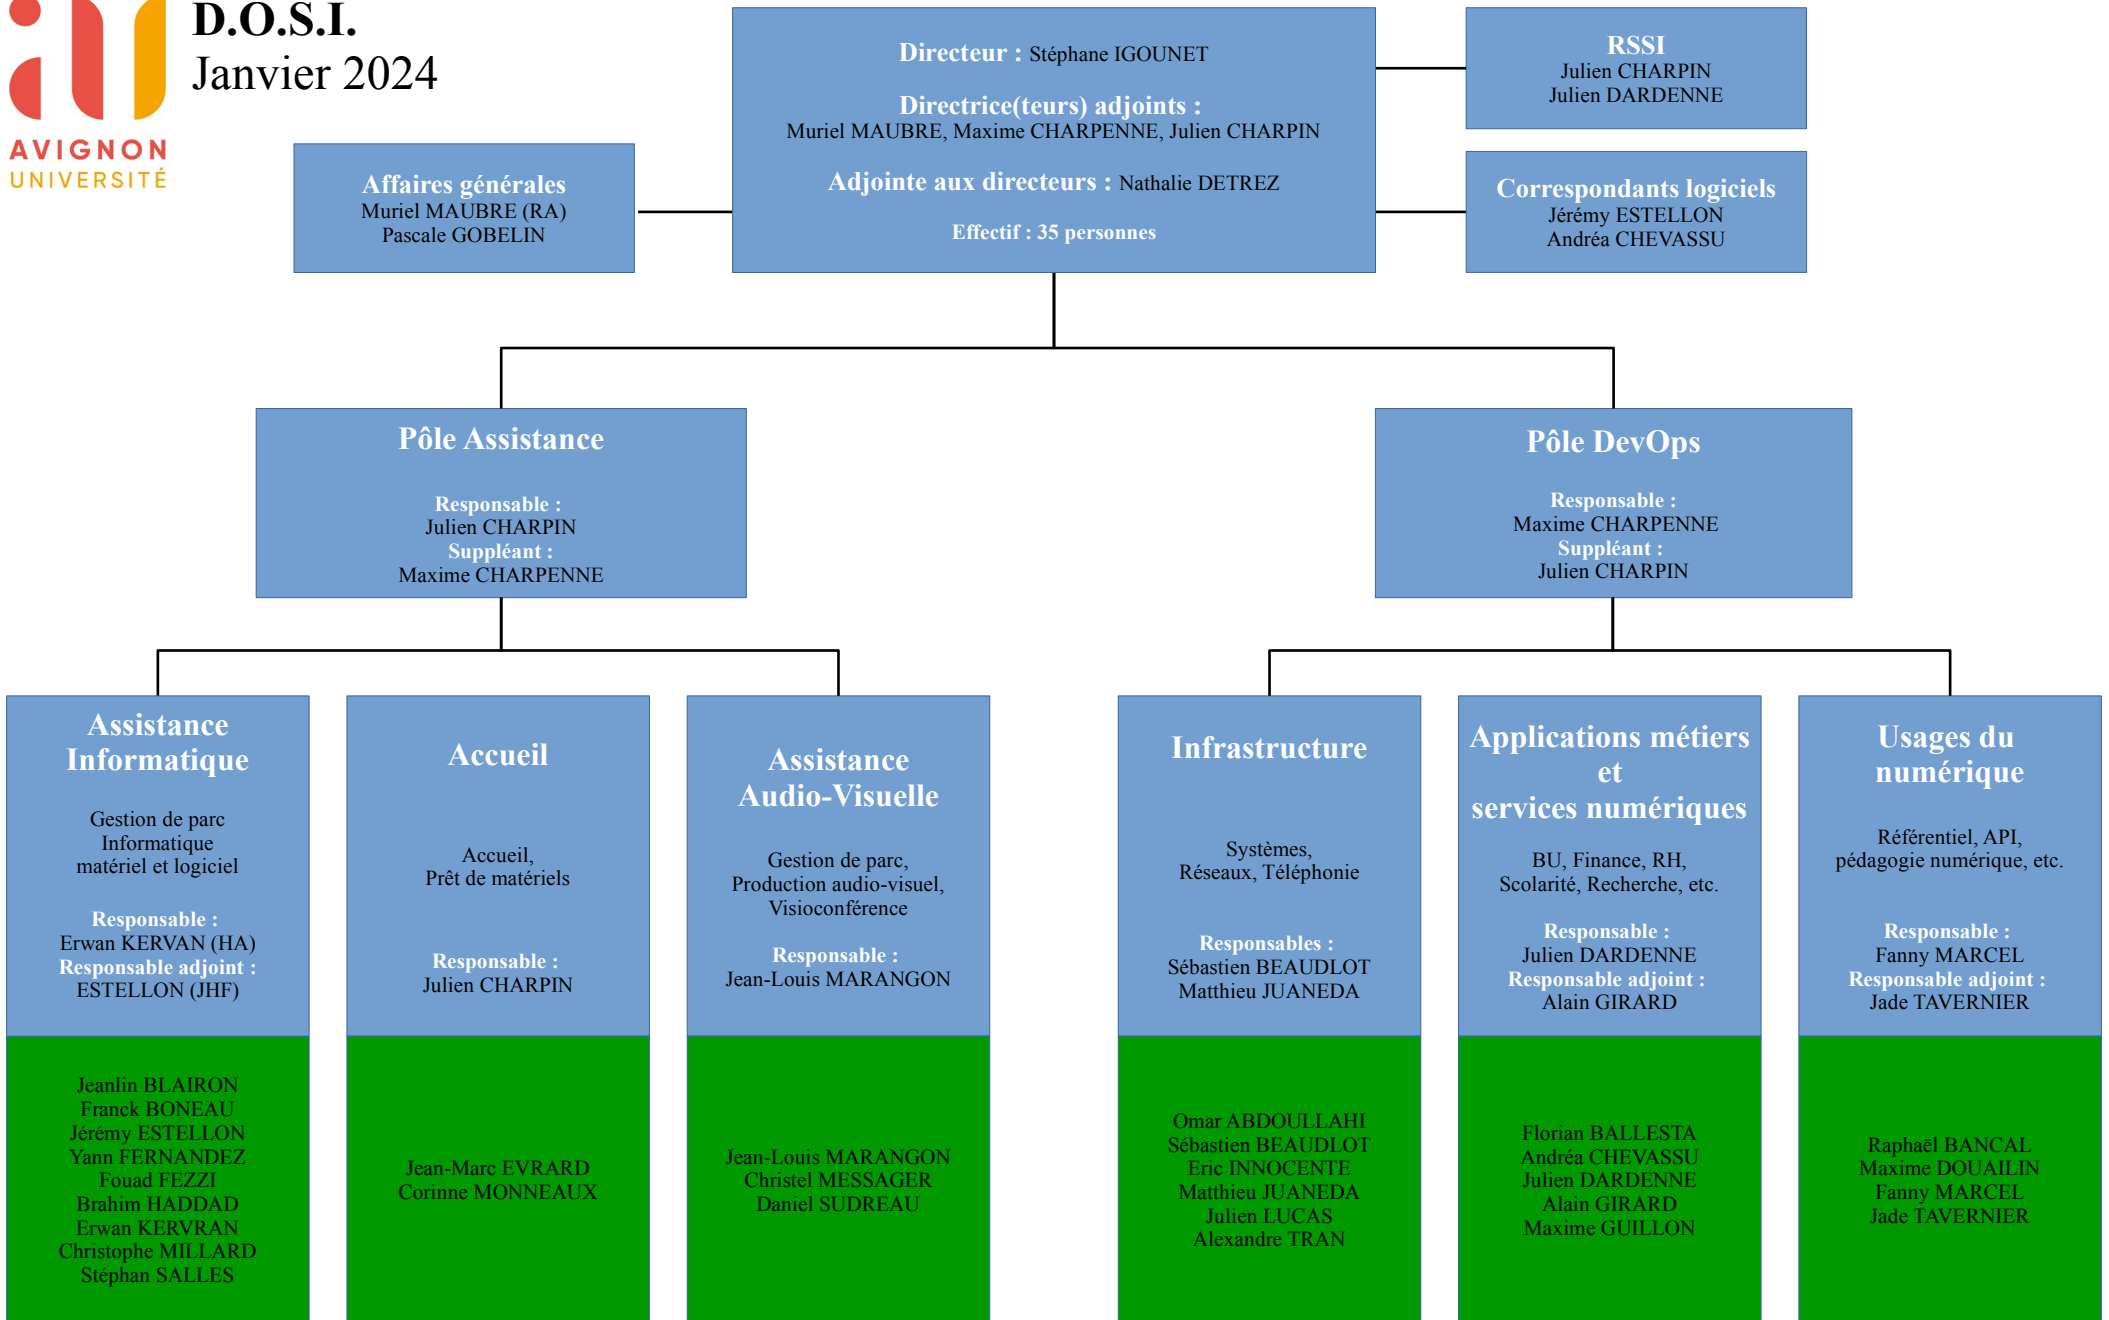 D.O.S.I.
Janvier 2024
AVIGNON
UNIVERSITÉ
Directeur : Stéphane IGOUNET
Directrice(teurs) adjoints :
Muriel MAUBRE, Maxime CHARPENNE, Julien CHARPIN
Adjointe aux directeurs : Nathalie DETREZ
Effectif : 35 personnes
RSSI
Julien CHARPIN
Julien DARDENNE
Affaires générales
Muriel MAUBRE (RA)
Pascale GOBELIN
Correspondants logiciels
Jérémy ESTELLON
Andréa CHEVASSU
Pôle Assistance
Responsable :
Julien CHARPIN
Suppléant :
Maxime CHARPENNE
Pôle DevOps
Responsable :
Maxime CHARPENNE
Suppléant :
Julien CHARPIN
Assistance
Informatique
Gestion de parc
Informatique
matériel et logiciel
Responsable :
Erwan KERVAN (HA)
Responsable adjoint :
ESTELLON (JHF)
Jeanlin BLAIRON
Franck BONEAU
Jérémy ESTELLON
Yann FERNANDEZ
Fouad FEZZI
Brahim HADDAD
Erwan KERVRAN
Christophe MILLARD
Stéphan SALLES
Accueil
Accueil,
Prêt de matériels
Responsable :
Julien CHARPIN
Jean-Marc EVRARD
Corinne MONNEAUX
Assistance
Audio-Visuelle
Gestion de parc,
Production audio-visuel,
Visioconférence
Responsable :
Jean-Louis MARANGON
Jean-Louis MARANGON
Christel MESSAGER
Daniel SUDREAU
Infrastructure
Systèmes,
Réseaux, Téléphonie
Responsables :
Sébastien BEAUDLOT
Matthieu JUANEDA
Omar ABDOULLAHI
Sébastien BEAUDLOT
Eric INNOCENTE
Matthieu JUANEDA
Julien LUCAS
Alexandre TRAN
Applications métiers
et
services numériques
BU, Finance, RH,
Scolarité, Recherche, etc.
Responsable :
Julien DARDENNE
Responsable adjoint :
Alain GIRARD
Florian BALLESTA
Andréa CHEVASSU
Julien DARDENNE
Alain GIRARD
Maxime GUILLON
Usages du
numérique
Référentiel, API,
pédagogie numérique, etc.
Responsable :
Fanny MARCEL
Responsable adjoint :
Jade TAVERNIER
Raphaël BANCAL
Maxime DOUAILIN
Fanny MARCEL
Jade TAVERNIER